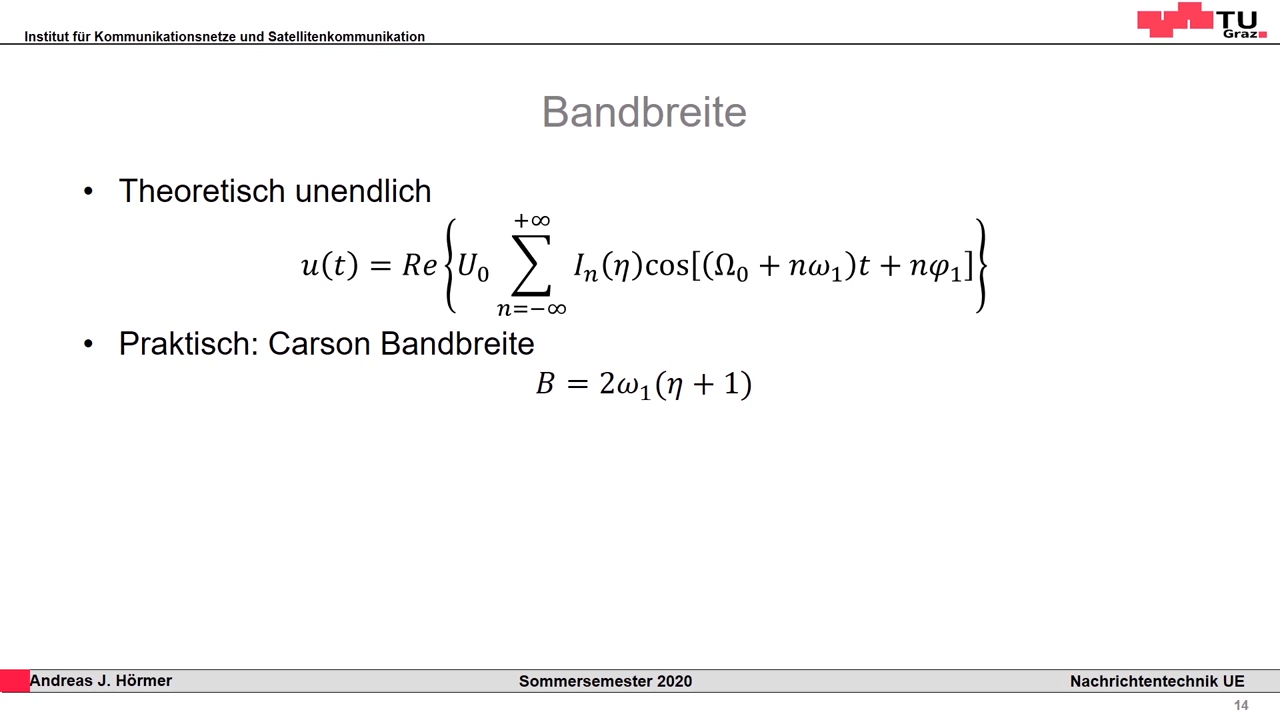 Institut für Kommunikationsnetze und Satellitenkommunikation
TU
Graz
Bandbreite
• Theoretisch unendlich
u(t) = Re{U₀ ∑_{n=−∞}^{+∞} Iₙ(η)cos[(Ω₀ + nω₁)t + nφ₁]}
• Praktisch: Carson Bandbreite
B = 2ω₁(η + 1)
Andreas J. Hörmer
Sommersemester 2020
Nachrichtentechnik UE
14